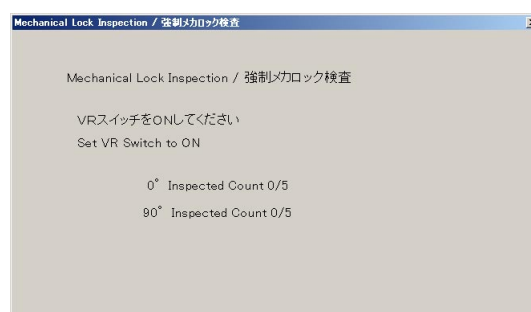 Mechanical Lock Inspection / 強制メカロック検査
Mechanical Lock Inspection / 強制メカロック検査
VRスイッチをONしてください
Set VR Switch to ON
0° Inspected Count 0/5
90° Inspected Count 0/5